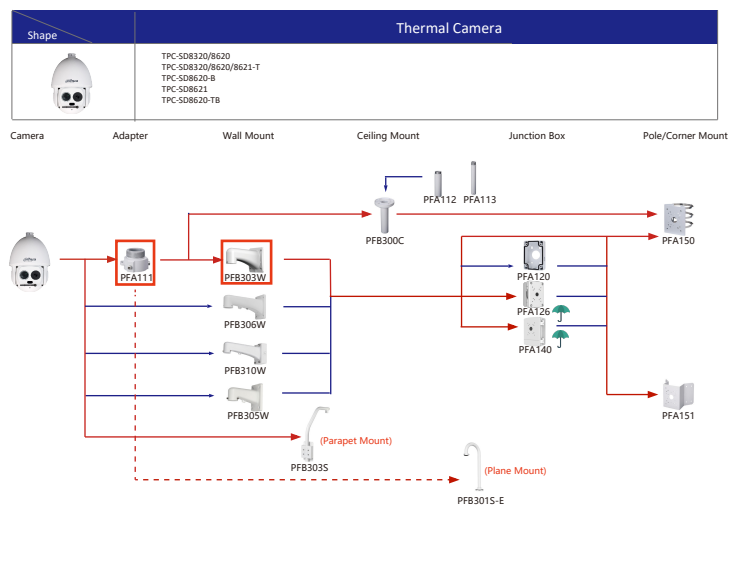 Shape
Thermal Camera
TPC-SD8320/8620
TPC-SD8320/8620/8621-T
TPC-SD8620-B
TPC-SD8621
TPC-SD8620-TB
Camera Adapter Wall Mount Ceiling Mount Junction Box Pole/Corner Mount
PFA112 PFA113
PFB300C PFA150
PFA111 PFB303W PFA120
PFA126
PFB306W
PFA140
PFB310W
PFB305W PFA151
(Parapet Mount)
PFB303S
(Plane Mount)
PFB301S-E